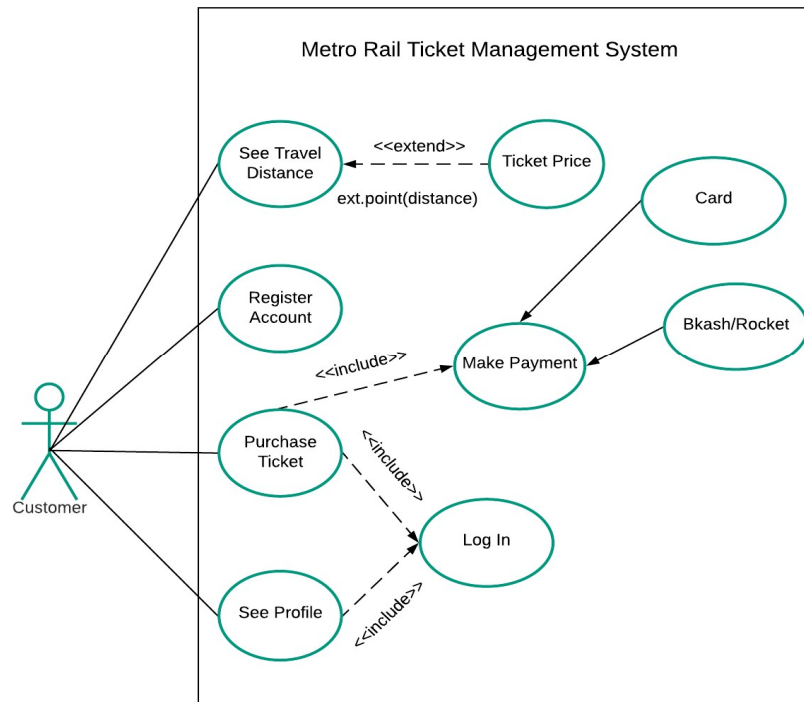 Metro Rail Ticket Management System
See Travel
Distance
<<extend>>
ext.point(distance)
Ticket Price
Card
Register
Account
Bkash/Rocket
<<include>>
Make Payment
Purchase
Ticket
<<include>>
Customer
Log In
See Profile
<<include>>